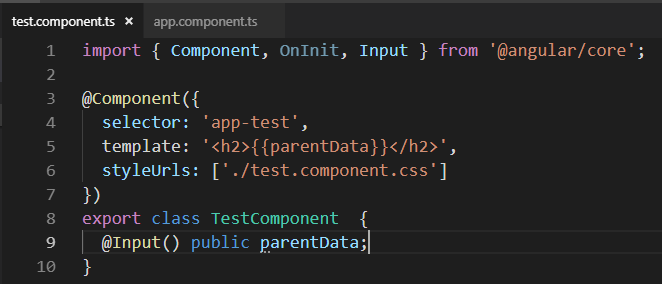 test.component.ts × app.component.ts
1 import { Component, OnInit, Input } from '@angular/core';
2
3 @Component({
4   selector: 'app-test',
5   template: '<h2>{{parentData}}</h2>',
6   styleUrls: ['./test.component.css']
7 })
8 export class TestComponent  {
9   @Input() public parentData;
10 }